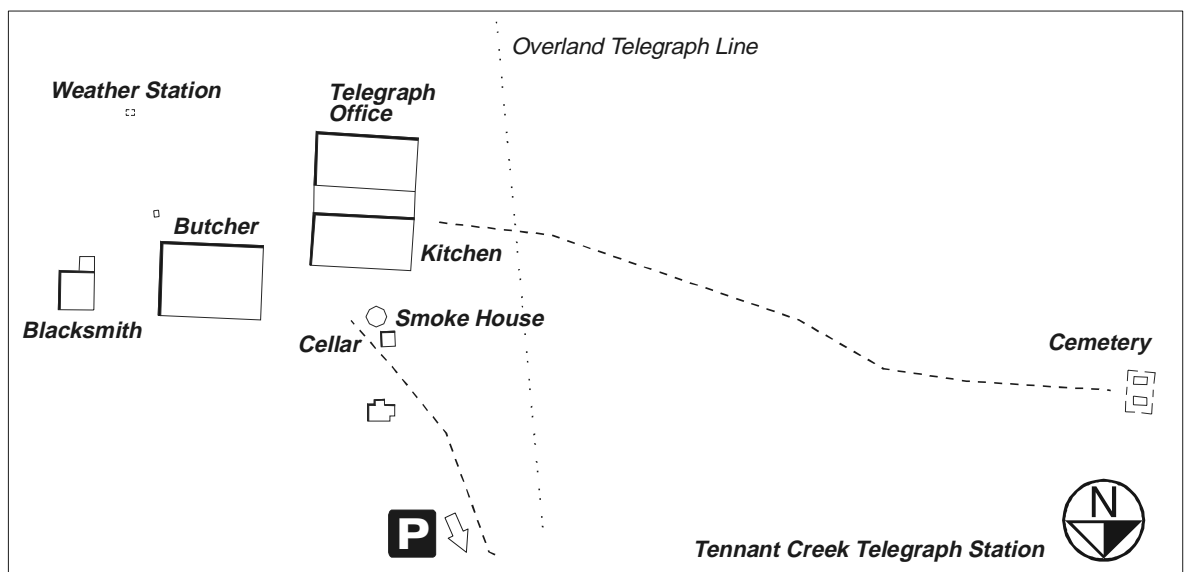 Overland Telegraph Line
Weather Station
Telegraph
Office
Butcher
Kitchen
Blacksmith
Smoke House
Cellar
Cemetery
P
N
Tennant Creek Telegraph Station